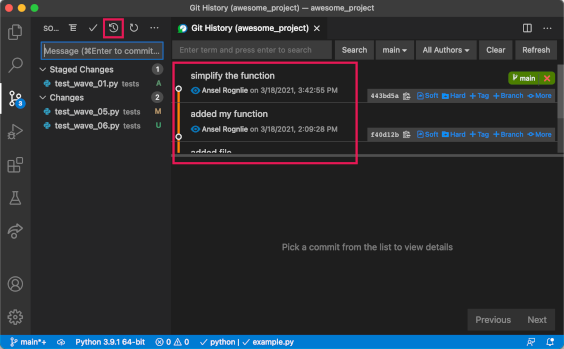 Git History (awesome_project) — awesome_project
SO...
Git History (awesome_project)
Message (⌘Enter to commit...
Enter term and press enter to search
Search
main
All Authors
Clear
Refresh
Staged Changes 1
test_wave_01.py tests A
Changes 2
test_wave_05.py tests M
test_wave_06.py tests U
3
simplify the function
main
Ansel Rognlie on 3/18/2021, 3:42:55 PM
443bd5a Soft Hard Tag Branch More
added my function
Ansel Rognlie on 3/18/2021, 2:09:28 PM
f40d12b Soft Hard Tag Branch More
added file
Pick a commit from the list to view details
Previous Next
main*+ Python 3.9.1 64-bit 0 0 python | example.py